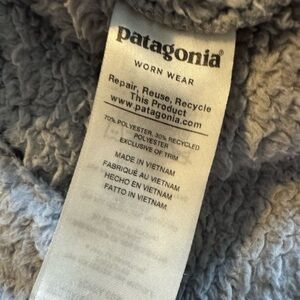 patagonia®
WORN WEAR
Repair, Reuse, Recycle
This Product
www.patagonia.com
70% POLYESTER, 30% RECYCLED
POLYESTER
EXCLUSIVE OF TRIM
MADE IN VIETNAM
FABRIQUÉ AU VIETNAM
HECHO EN VIETNAM
FATTO IN VIETNAM